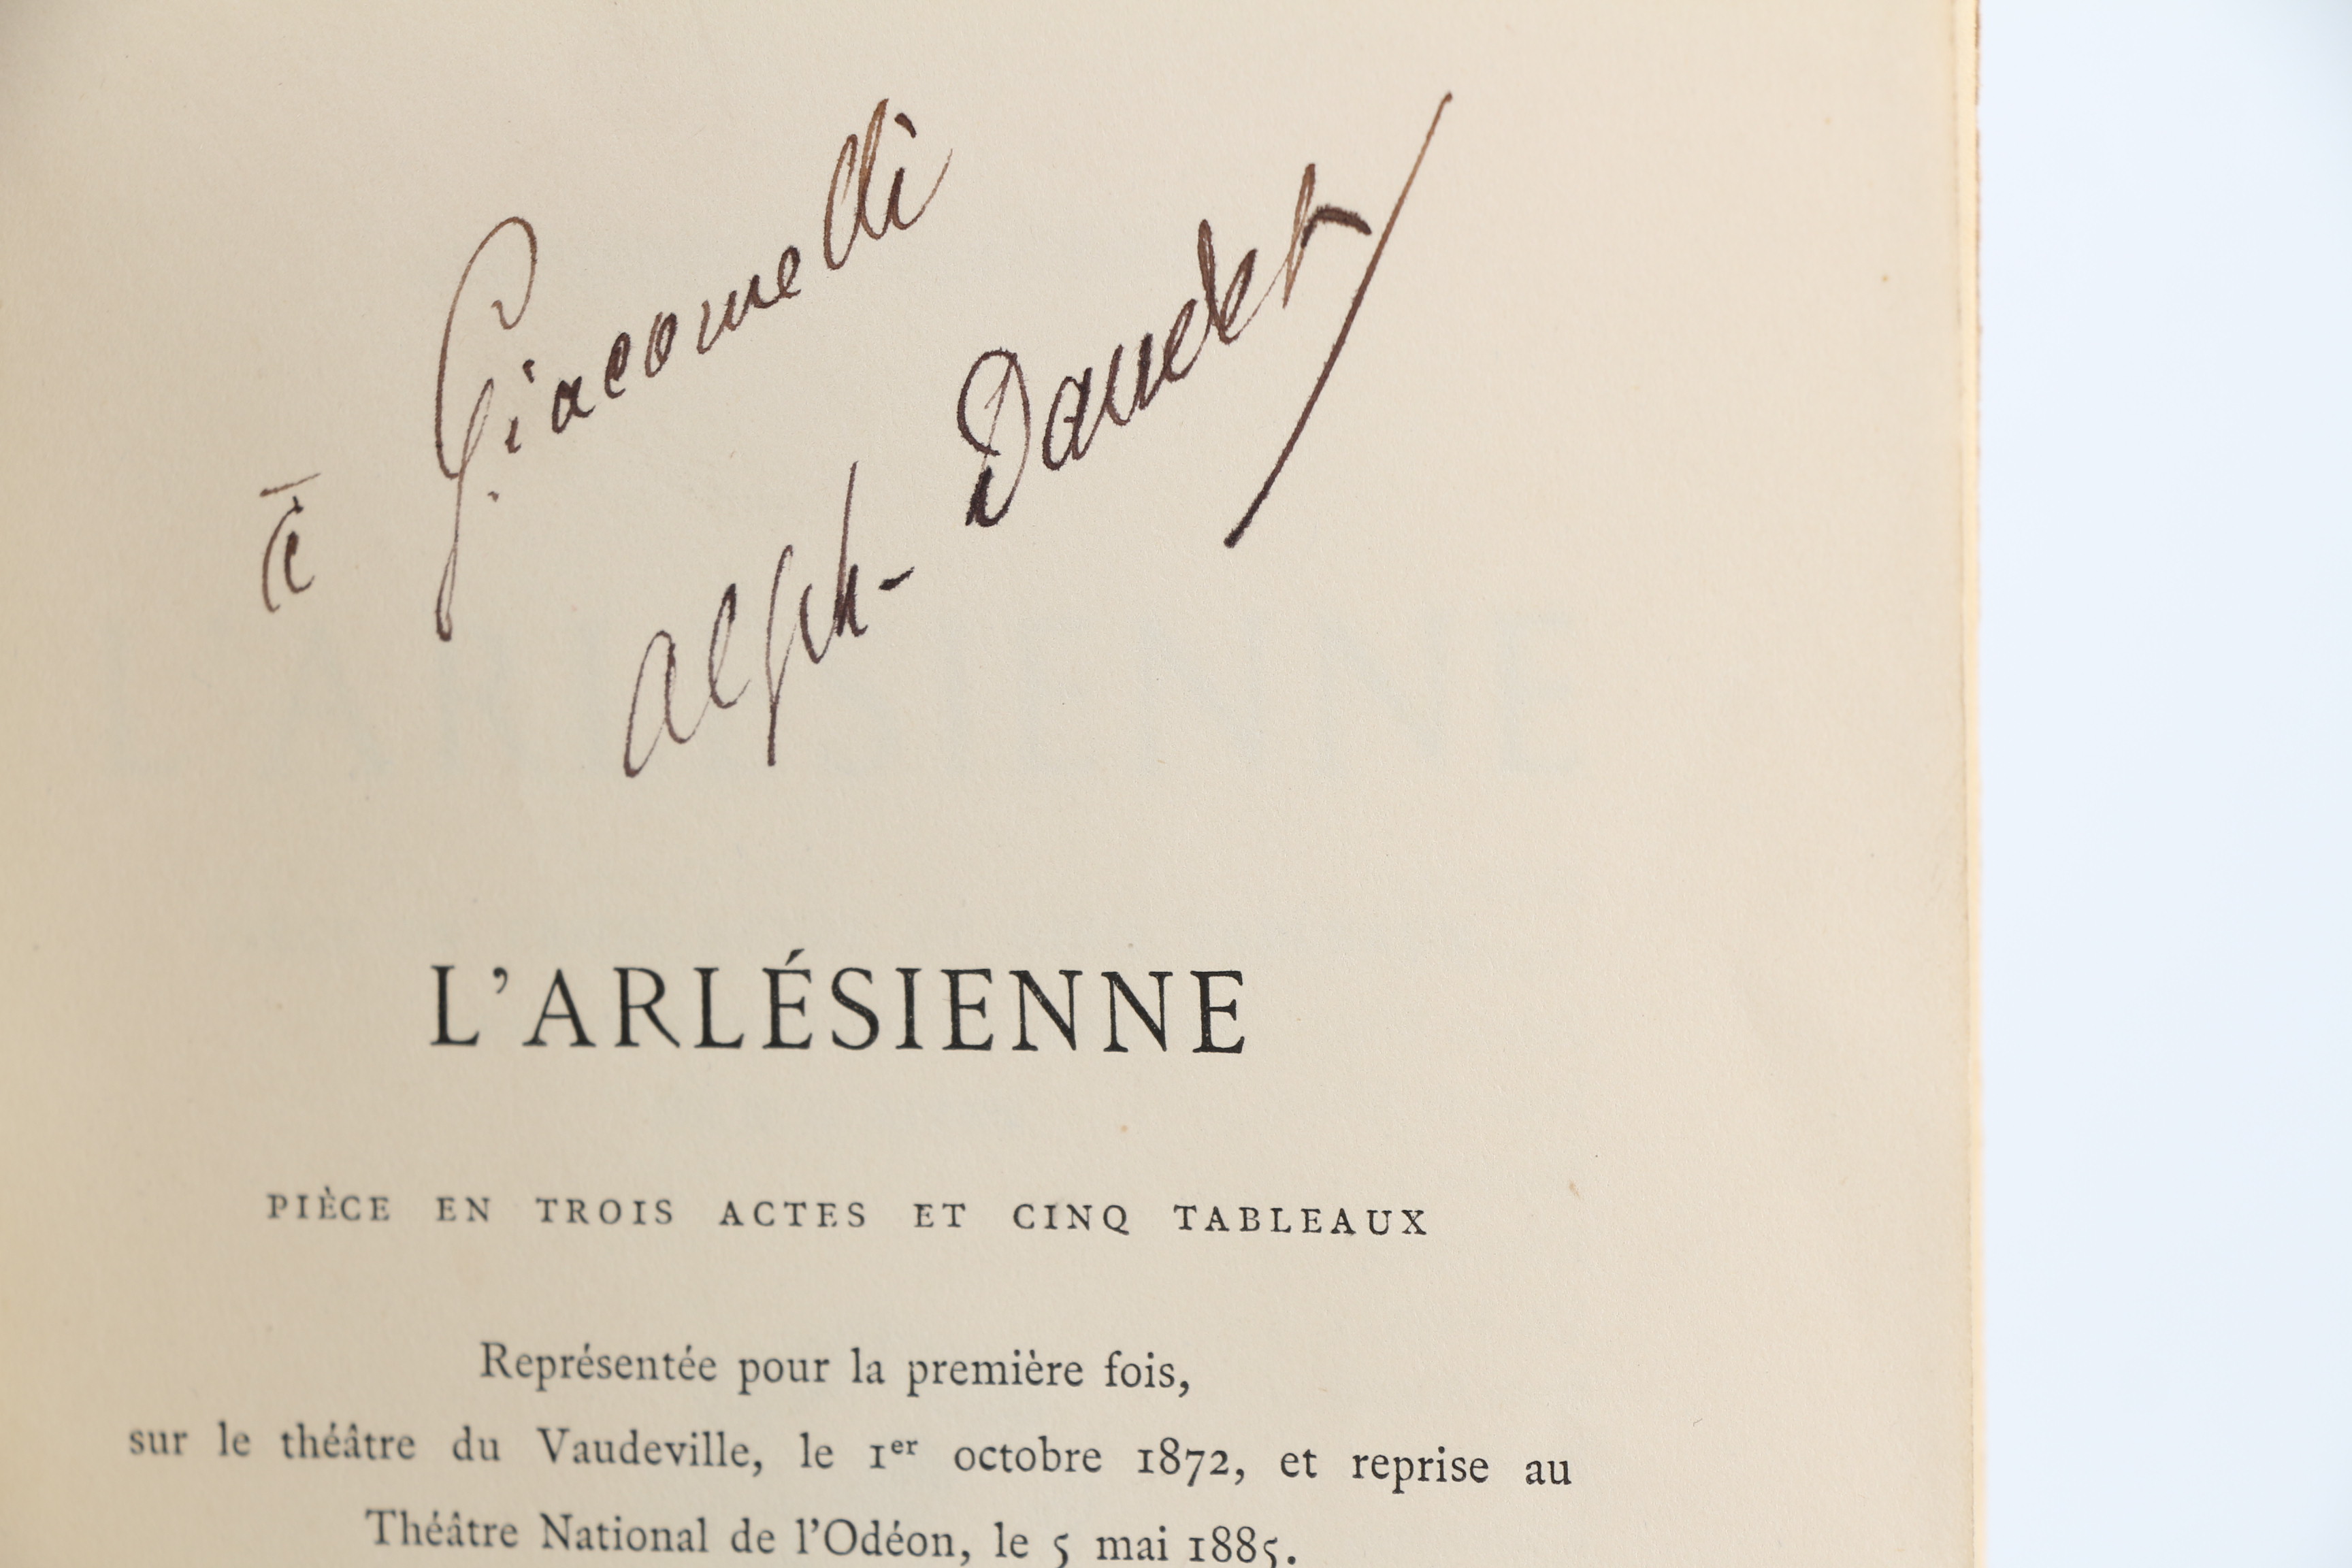 à Giacomelli
Alph. Daudet
L'ARLÉSIENNE
PIÈCE EN TROIS ACTES ET CINQ TABLEAUX
Représentée pour la première fois,
sur le théâtre du Vaudeville, le 1er octobre 1872, et reprise au
Théâtre National de l'Odéon, le 5 mai 1885.